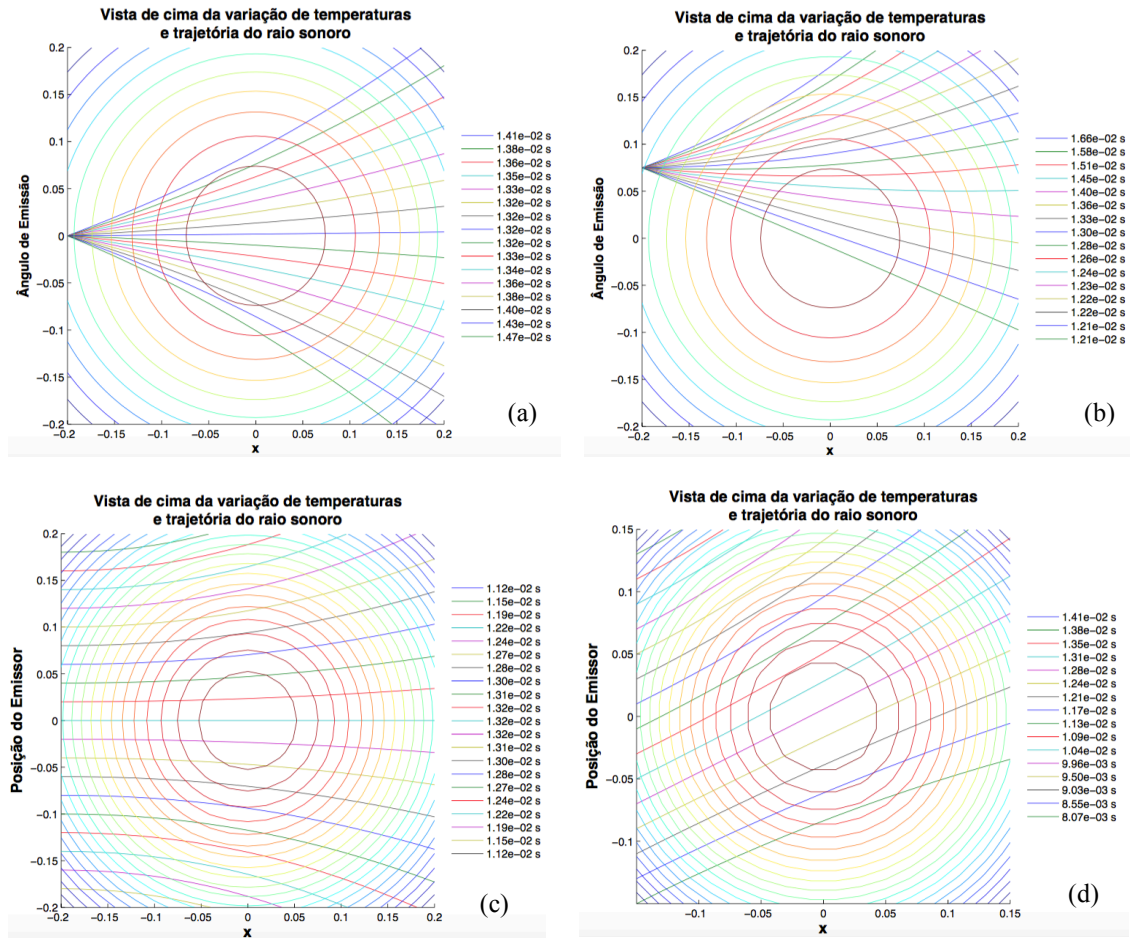 Vista de cima da variação de temperaturas
e trajetória do raio sonoro
Ângulo de Emissão
0.2
0.15
0.1
0.05
0
−0.05
−0.1
−0.15
−0.2
−0.2 −0.15 −0.1 −0.05 0 0.05 0.1 0.15 0.2
x
1.41e−02 s
1.38e−02 s
1.36e−02 s
1.35e−02 s
1.33e−02 s
1.32e−02 s
1.32e−02 s
1.32e−02 s
1.32e−02 s
1.33e−02 s
1.34e−02 s
1.36e−02 s
1.38e−02 s
1.40e−02 s
1.43e−02 s
1.47e−02 s
(a)
Vista de cima da variação de temperaturas
e trajetória do raio sonoro
Ângulo de Emissão
0.2
0.15
0.1
0.05
0
−0.05
−0.1
−0.15
−0.2
−0.2 −0.15 −0.1 −0.05 0 0.05 0.1 0.15 0.2
x
1.66e−02 s
1.58e−02 s
1.51e−02 s
1.45e−02 s
1.40e−02 s
1.36e−02 s
1.33e−02 s
1.30e−02 s
1.28e−02 s
1.26e−02 s
1.24e−02 s
1.23e−02 s
1.22e−02 s
1.22e−02 s
1.21e−02 s
1.21e−02 s
(b)
Vista de cima da variação de temperaturas
e trajetória do raio sonoro
Posição do Emissor
0.2
0.15
0.1
0.05
0
−0.05
−0.1
−0.15
−0.2
−0.2 −0.15 −0.1 −0.05 0 0.05 0.1 0.15 0.2
x
1.12e−02 s
1.15e−02 s
1.19e−02 s
1.22e−02 s
1.24e−02 s
1.27e−02 s
1.28e−02 s
1.30e−02 s
1.31e−02 s
1.32e−02 s
1.32e−02 s
1.32e−02 s
1.31e−02 s
1.30e−02 s
1.28e−02 s
1.27e−02 s
1.24e−02 s
1.22e−02 s
1.19e−02 s
1.15e−02 s
1.12e−02 s
(c)
Vista de cima da variação de temperaturas
e trajetória do raio sonoro
Posição do Emissor
0.15
0.1
0.05
0
−0.05
−0.1
−0.1 −0.05 0 0.05 0.1 0.15
x
1.41e−02 s
1.38e−02 s
1.35e−02 s
1.31e−02 s
1.28e−02 s
1.24e−02 s
1.21e−02 s
1.17e−02 s
1.13e−02 s
1.09e−02 s
1.04e−02 s
9.96e−03 s
9.50e−03 s
9.03e−03 s
8.55e−03 s
8.07e−03 s
(d)